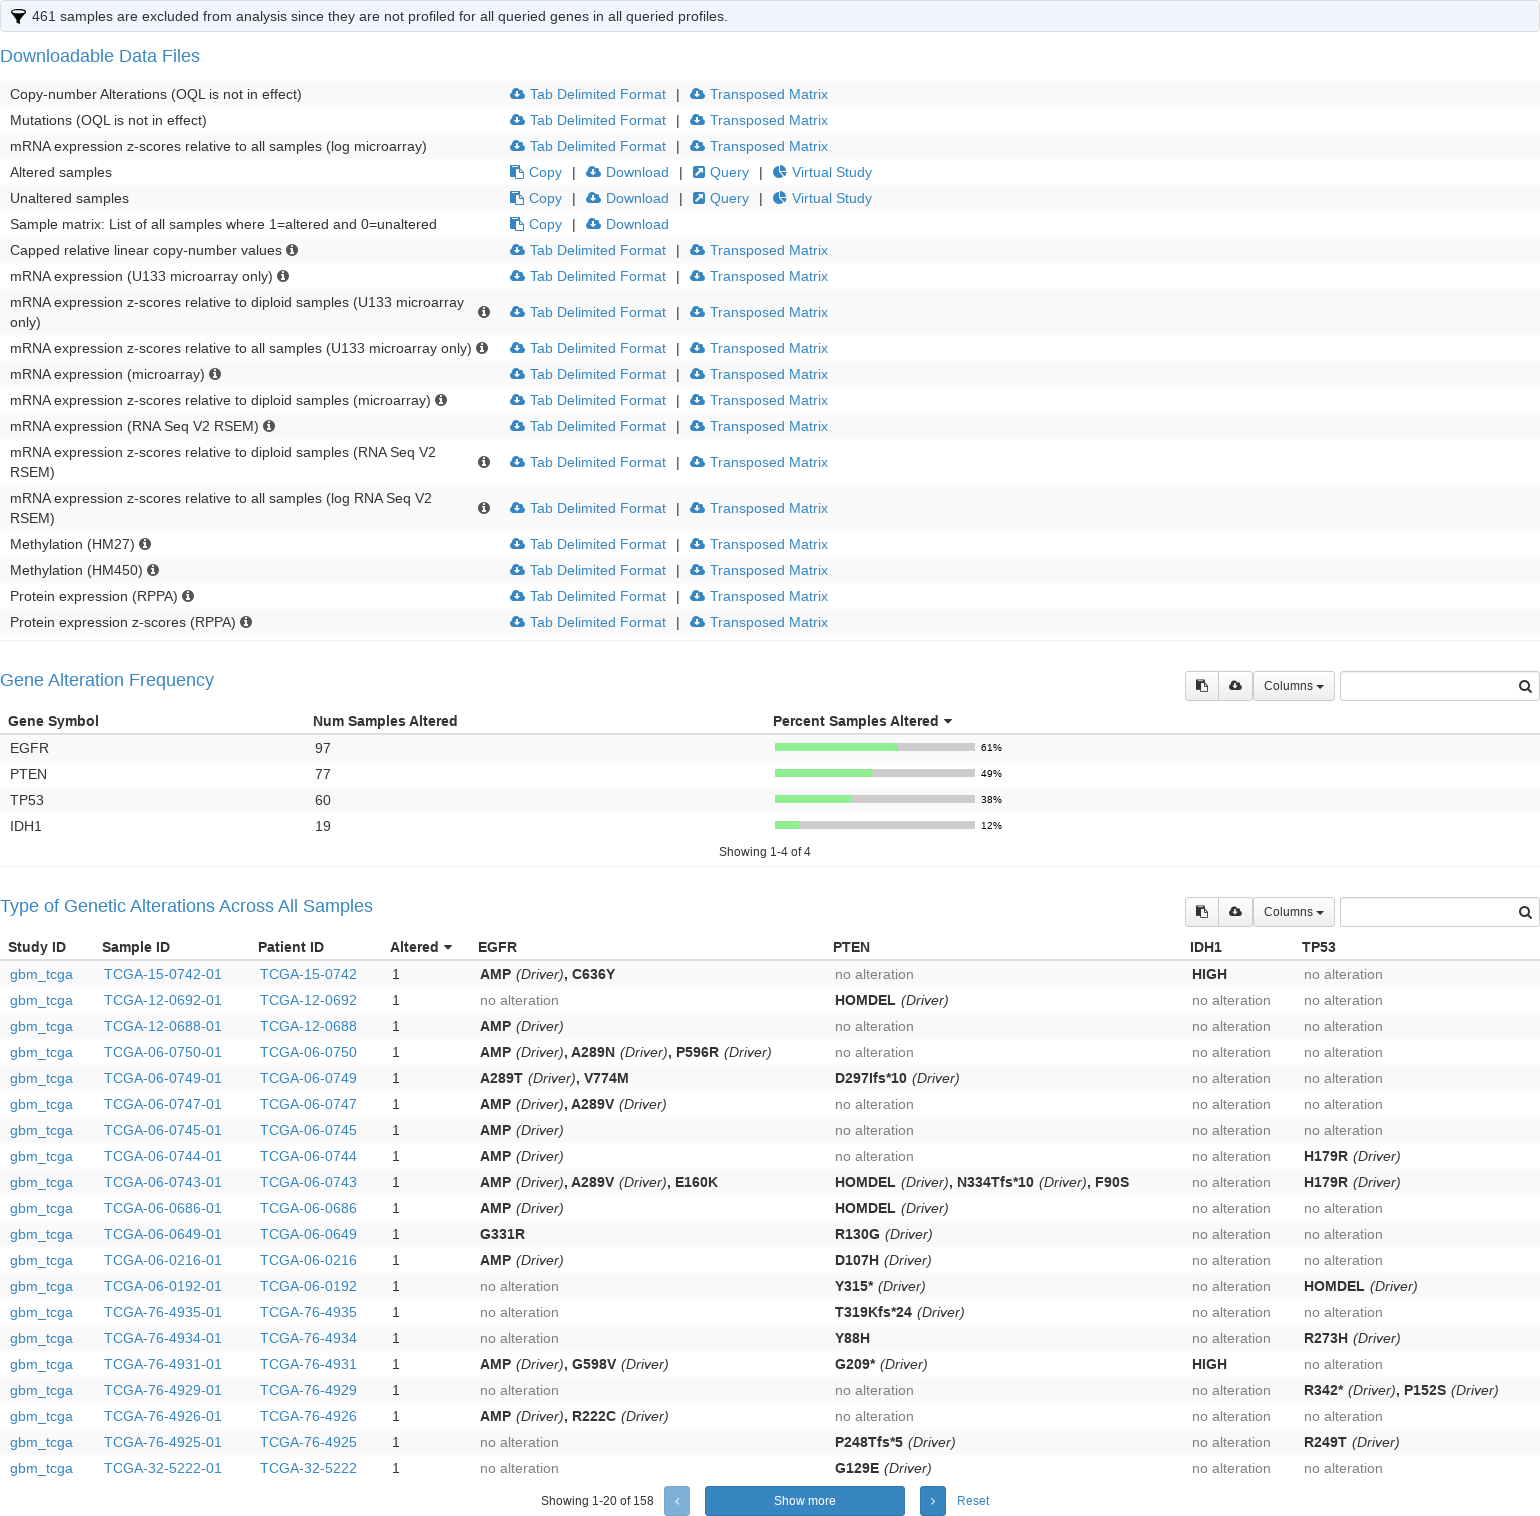 461 samples are excluded from analysis since they are not profiled for all queried genes in all queried profiles.
Downloadable Data Files
Copy-number Alterations (OQL is not in effect) Tab Delimited Format | Transposed Matrix
Mutations (OQL is not in effect) Tab Delimited Format | Transposed Matrix
mRNA expression z-scores relative to all samples (log microarray) Tab Delimited Format | Transposed Matrix
Altered samples Copy | Download | Query | Virtual Study
Unaltered samples Copy | Download | Query | Virtual Study
Sample matrix: List of all samples where 1=altered and 0=unaltered Copy | Download
Capped relative linear copy-number values Tab Delimited Format | Transposed Matrix
mRNA expression (U133 microarray only) Tab Delimited Format | Transposed Matrix
mRNA expression z-scores relative to diploid samples (U133 microarray
only) Tab Delimited Format | Transposed Matrix
mRNA expression z-scores relative to all samples (U133 microarray only) Tab Delimited Format | Transposed Matrix
mRNA expression (microarray) Tab Delimited Format | Transposed Matrix
mRNA expression z-scores relative to diploid samples (microarray) Tab Delimited Format | Transposed Matrix
mRNA expression (RNA Seq V2 RSEM) Tab Delimited Format | Transposed Matrix
mRNA expression z-scores relative to diploid samples (RNA Seq V2
RSEM) Tab Delimited Format | Transposed Matrix
mRNA expression z-scores relative to all samples (log RNA Seq V2
RSEM) Tab Delimited Format | Transposed Matrix
Methylation (HM27) Tab Delimited Format | Transposed Matrix
Methylation (HM450) Tab Delimited Format | Transposed Matrix
Protein expression (RPPA) Tab Delimited Format | Transposed Matrix
Protein expression z-scores (RPPA) Tab Delimited Format | Transposed Matrix
Gene Alteration Frequency Columns
Gene Symbol Num Samples Altered Percent Samples Altered
EGFR 97 61%
PTEN 77 49%
TP53 60 38%
IDH1 19 12%
Showing 1-4 of 4
Type of Genetic Alterations Across All Samples Columns
Study ID Sample ID Patient ID Altered EGFR PTEN IDH1 TP53
gbm_tcga TCGA-15-0742-01 TCGA-15-0742 1 AMP (Driver), C636Y no alteration HIGH no alteration
gbm_tcga TCGA-12-0692-01 TCGA-12-0692 1 no alteration HOMDEL (Driver) no alteration no alteration
gbm_tcga TCGA-12-0688-01 TCGA-12-0688 1 AMP (Driver) no alteration no alteration no alteration
gbm_tcga TCGA-06-0750-01 TCGA-06-0750 1 AMP (Driver), A289N (Driver), P596R (Driver) no alteration no alteration no alteration
gbm_tcga TCGA-06-0749-01 TCGA-06-0749 1 A289T (Driver), V774M D297Ifs*10 (Driver) no alteration no alteration
gbm_tcga TCGA-06-0747-01 TCGA-06-0747 1 AMP (Driver), A289V (Driver) no alteration no alteration no alteration
gbm_tcga TCGA-06-0745-01 TCGA-06-0745 1 AMP (Driver) no alteration no alteration no alteration
gbm_tcga TCGA-06-0744-01 TCGA-06-0744 1 AMP (Driver) no alteration no alteration H179R (Driver)
gbm_tcga TCGA-06-0743-01 TCGA-06-0743 1 AMP (Driver), A289V (Driver), E160K HOMDEL (Driver), N334Tfs*10 (Driver), F90S no alteration H179R (Driver)
gbm_tcga TCGA-06-0686-01 TCGA-06-0686 1 AMP (Driver) HOMDEL (Driver) no alteration no alteration
gbm_tcga TCGA-06-0649-01 TCGA-06-0649 1 G331R R130G (Driver) no alteration no alteration
gbm_tcga TCGA-06-0216-01 TCGA-06-0216 1 AMP (Driver) D107H (Driver) no alteration no alteration
gbm_tcga TCGA-06-0192-01 TCGA-06-0192 1 no alteration Y315* (Driver) no alteration HOMDEL (Driver)
gbm_tcga TCGA-76-4935-01 TCGA-76-4935 1 no alteration T319Kfs*24 (Driver) no alteration no alteration
gbm_tcga TCGA-76-4934-01 TCGA-76-4934 1 no alteration Y88H no alteration R273H (Driver)
gbm_tcga TCGA-76-4931-01 TCGA-76-4931 1 AMP (Driver), G598V (Driver) G209* (Driver) HIGH no alteration
gbm_tcga TCGA-76-4929-01 TCGA-76-4929 1 no alteration no alteration no alteration R342* (Driver), P152S (Driver)
gbm_tcga TCGA-76-4926-01 TCGA-76-4926 1 AMP (Driver), R222C (Driver) no alteration no alteration no alteration
gbm_tcga TCGA-76-4925-01 TCGA-76-4925 1 no alteration P248Tfs*5 (Driver) no alteration R249T (Driver)
gbm_tcga TCGA-32-5222-01 TCGA-32-5222 1 no alteration G129E (Driver) no alteration no alteration
Showing 1-20 of 158 Show more Reset